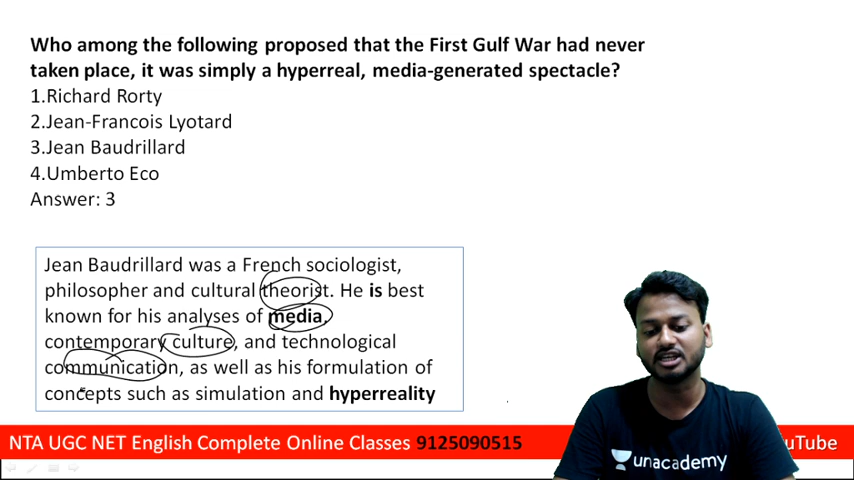 Who among the following proposed that the First Gulf War had never
taken place, it was simply a hyperreal, media-generated spectacle?
1.Richard Rorty
2.Jean-Francois Lyotard
3.Jean Baudrillard
4.Umberto Eco
Answer: 3
Jean Baudrillard was a French sociologist,
philosopher and cultural theorist. He is best
known for his analyses of media,
contemporary culture, and technological
communication, as well as his formulation of
concepts such as simulation and hyperreality
NTA UGC NET English Complete Online Classes 9125090515
uTube
unacademy